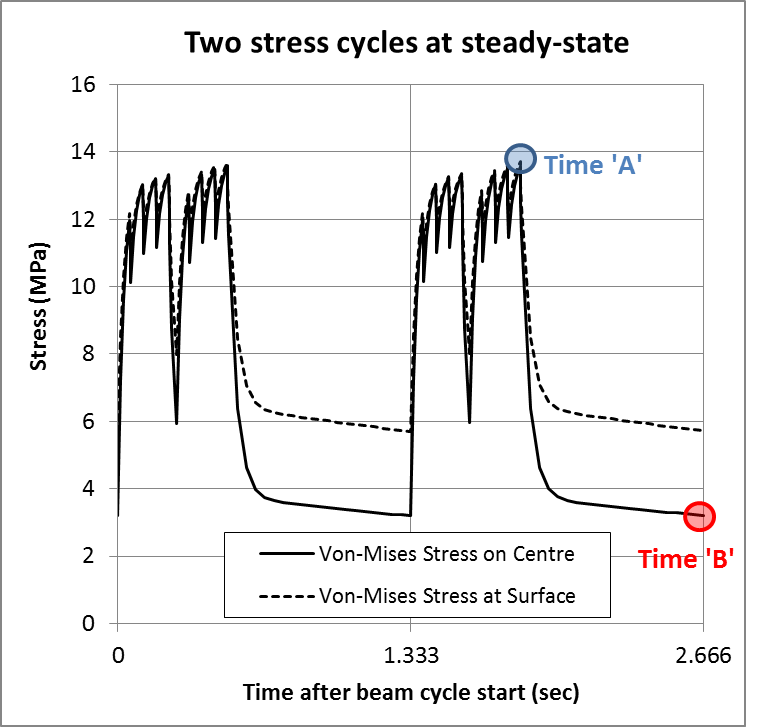 Two stress cycles at steady-state
16
14
12
10
8
6
4
2
0
Stress (MPa)
Time 'A'
Time 'B'
Von-Mises Stress on Centre
Von-Mises Stress at Surface
0 1.333 2.666
Time after beam cycle start (sec)